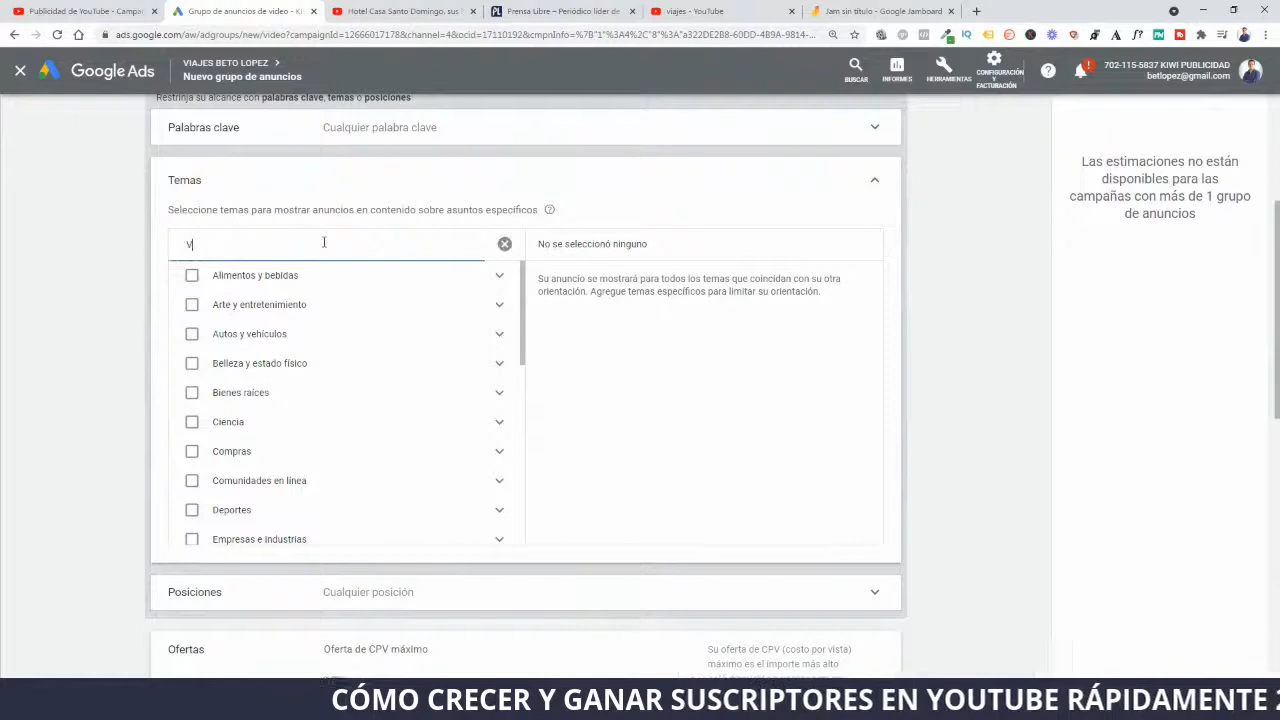 Publicidad de YouTube - Campañ
Grupo de anuncios de video - Ki
Hotel Casa Santo Domingo, sus
Prensa Libre – Periódico líder de
viajes - YouTube
Jam sin título - Google Jamboard
ads.google.com/aw/adgroups/new/video?campaignId=12666017178&channel=4&ocid=17110192&cmpnInfo=%7B"1"%3A4%2C"8"%3A"a322DE2B8-60DD-4B9A-9814-...
Google Ads
VIAJES BETO LOPEZ
Nuevo grupo de anuncios
BUSCAR
INFORMES
HERRAMIENTAS
CONFIGURACIÓN
Y
FACTURACIÓN
702-115-5837 KIWI PUBLICIDAD
betlopez@gmail.com
Restrinja su alcance con palabras clave, temas o posiciones
Palabras clave
Cualquier palabra clave
Temas
Seleccione temas para mostrar anuncios en contenido sobre asuntos específicos
v
No se seleccionó ninguno
Alimentos y bebidas
Arte y entretenimiento
Autos y vehículos
Belleza y estado físico
Bienes raíces
Ciencia
Compras
Comunidades en línea
Deportes
Empresas e industrias
Su anuncio se mostrará para todos los temas que coincidan con su otra
orientación. Agregue temas específicos para limitar su orientación.
Posiciones
Cualquier posición
Ofertas
Oferta de CPV máximo
Su oferta de CPV (costo por vista)
máximo es el importe más alto
Las estimaciones no están
disponibles para las
campañas con más de 1 grupo
de anuncios
CÓMO CRECER Y GANAR SUSCRIPTORES EN YOUTUBE RÁPIDAMENTE